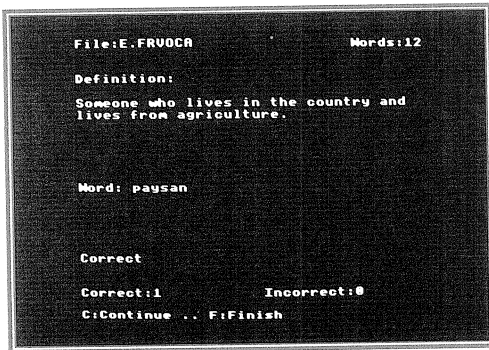 File:E.FRVOCA Words:12
Definition:
Someone who lives in the country and
lives from agriculture.
Word: paysan
Correct
Correct:1 Incorrect:0
C:Continue .. F:Finish